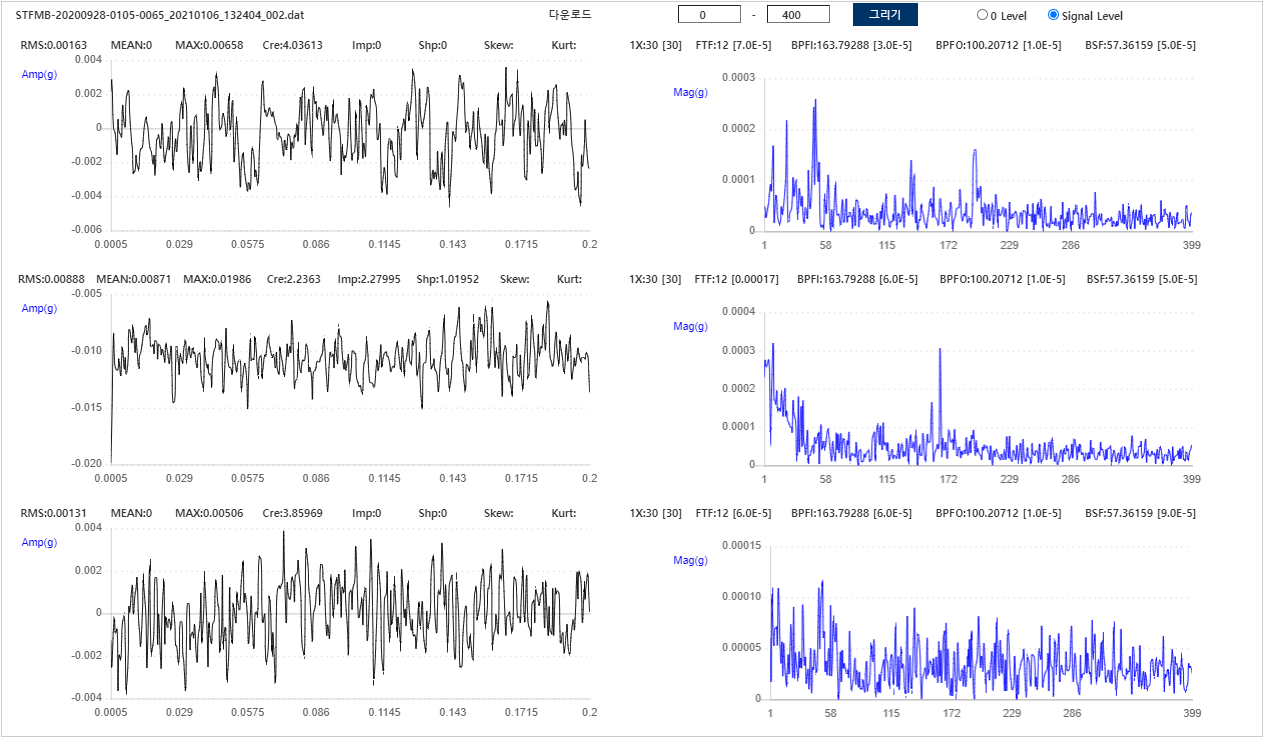 STFMB-20200928-0105-0065_20210106_132404_002.dat 다운로드 0 - 400 그리기 0 Level Signal Level
RMS:0.00163 MEAN:0 MAX:0.00658 Cre:4.03613 Imp:0 Shp:0 Skew: Kurt:
Amp(g)
0.004
0.002
0
-0.002
-0.004
-0.006
0.0005 0.029 0.0575 0.086 0.1145 0.143 0.1715 0.2
1X:30 [30] FTF:12 [7.0E-5] BPFI:163.79288 [3.0E-5] BPFO:100.20712 [1.0E-5] BSF:57.36159 [5.0E-5]
Mag(g)
0.0003
0.0002
0.0001
0
1 58 115 172 229 286 399
RMS:0.00888 MEAN:0.00871 MAX:0.01986 Cre:2.2363 Imp:2.27995 Shp:1.01952 Skew: Kurt:
Amp(g)
-0.005
-0.010
-0.015
-0.020
0.0005 0.029 0.0575 0.086 0.1145 0.143 0.1715 0.2
1X:30 [30] FTF:12 [0.00017] BPFI:163.79288 [6.0E-5] BPFO:100.20712 [1.0E-5] BSF:57.36159 [5.0E-5]
Mag(g)
0.0004
0.0003
0.0002
0.0001
0
1 58 115 172 229 286 399
RMS:0.00131 MEAN:0 MAX:0.00506 Cre:3.85969 Imp:0 Shp:0 Skew: Kurt:
Amp(g)
0.004
0.002
0
-0.002
-0.004
0.0005 0.029 0.0575 0.086 0.1145 0.143 0.1715 0.2
1X:30 [30] FTF:12 [6.0E-5] BPFI:163.79288 [6.0E-5] BPFO:100.20712 [1.0E-5] BSF:57.36159 [9.0E-5]
Mag(g)
0.00015
0.00010
0.00005
0
1 58 115 172 229 286 399